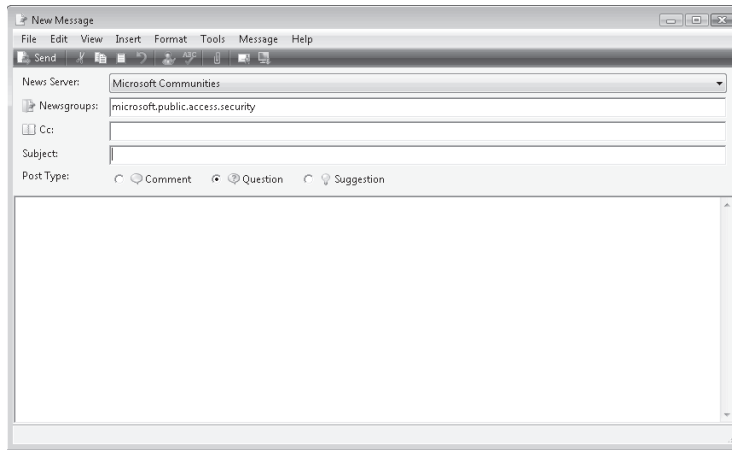 New Message
File Edit View Insert Format Tools Message Help
Send ABC
News Server: Microsoft Communities
Newsgroups: microsoft.public.access.security
Cc:
Subject:
Post Type: Comment Question Suggestion